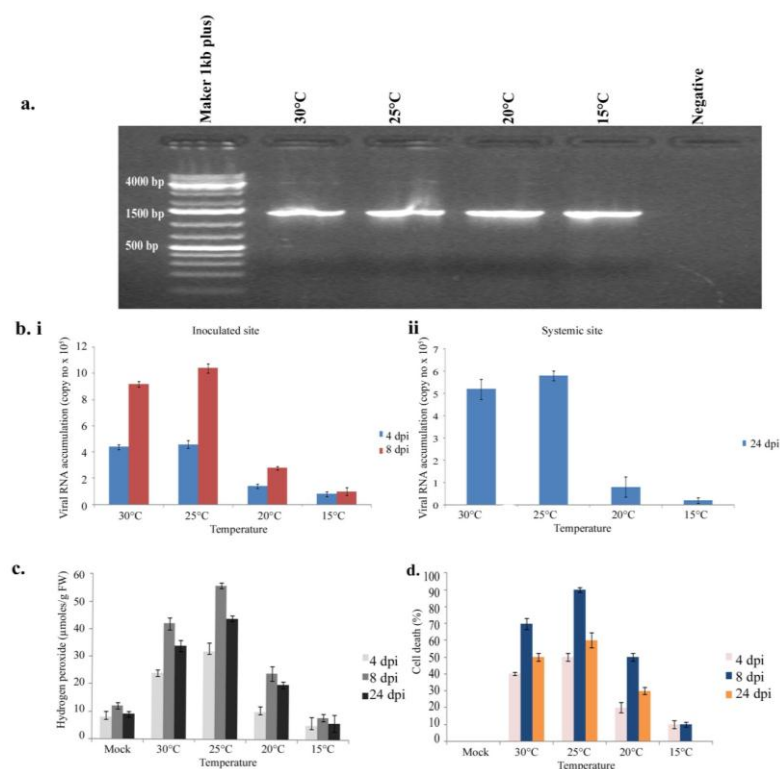 a.
Maker 1kb plus)
30°C
25°C
20°C
15°C
Negative
4000 bp
1500 bp
500 bp
b. i
Inoculated site
Viral RNA accumulation (copy no x 10⁵)
12
10
8
6
4
2
0
30°C
25°C
20°C
15°C
Temperature
4 dpi
8 dpi
ii
Systemic site
Viral RNA accumulation (copy no x 10⁵)
7
6
5
4
3
2
1
0
30°C
25°C
20°C
15°C
Temperature
24 dpi
c.
Hydrogen peroxide (µmoles/g FW)
60
50
40
30
20
10
0
Mock
30°C
25°C
20°C
15°C
Temperature
4 dpi
8 dpi
24 dpi
d.
Cell death (%)
100
90
80
70
60
50
40
30
20
10
0
Mock
30°C
25°C
20°C
15°C
Temperature
4 dpi
8 dpi
24 dpi